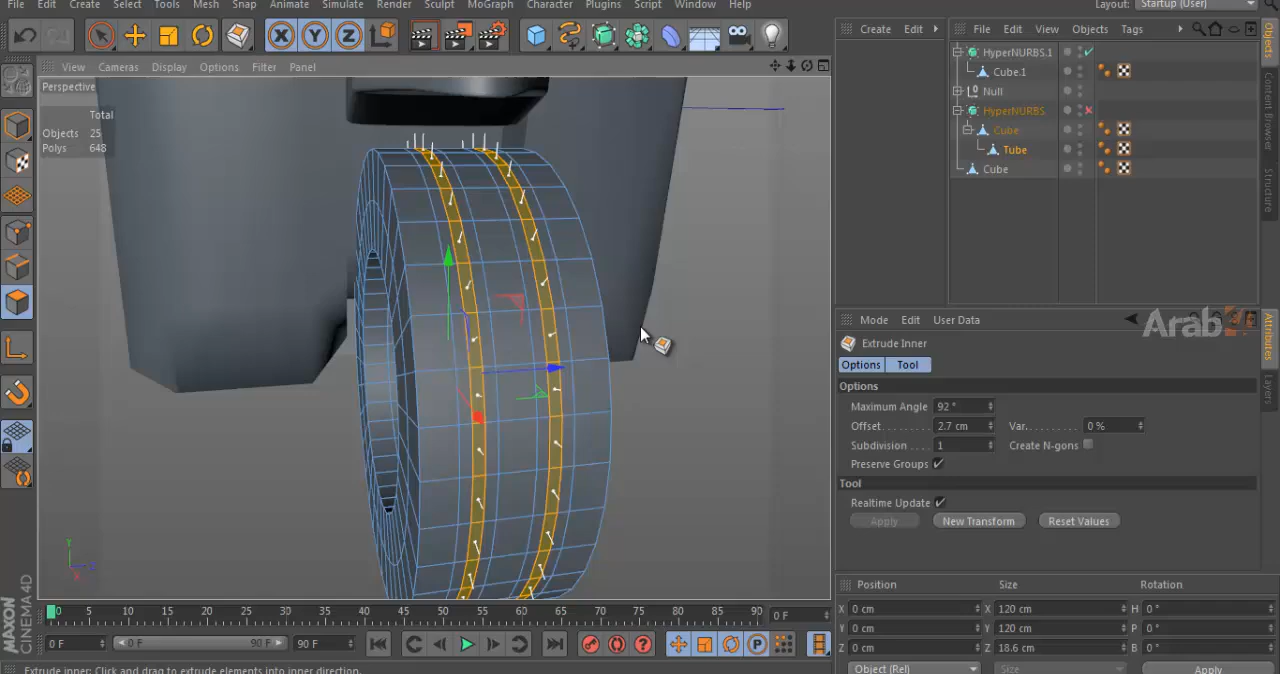 File Edit Create Select Tools Mesh Snap Animate Simulate Render Sculpt MoGraph Character Plugins Script Window Help Layout: Startup (User)
X Y Z
View Cameras Display Options Filter Panel
Perspective
Total
Objects 25
Polys 648
Y
Create Edit
File Edit View Objects Tags
HyperNURBS.1
Cube.1
Null
HyperNURBS
Cube
Tube
Cube
Objects
Content Browser
Structure
Mode Edit User Data
Arab
Extrude Inner
Options Tool
Options
Maximum Angle 92 °
Offset 2.7 cm Var. 0 %
Subdivision 1 Create N-gons
Preserve Groups
Tool
Realtime Update
Apply New Transform Reset Values
Attributes
Layers
0 5 10 15 20 25 30 35 40 45 50 55 60 65 70 75 80 85 90 0 F
0 F 0 F 90 F 90 F
P
Position Size Rotation
X 0 cm X 120 cm H 0 °
Y 0 cm Y 120 cm P 0 °
Z 0 cm Z 18.6 cm B 0 °
Object (Rel) Size Apply
MAXON
CINEMA 4D
Extrude inner: Click and drag to extrude elements into inner direction.